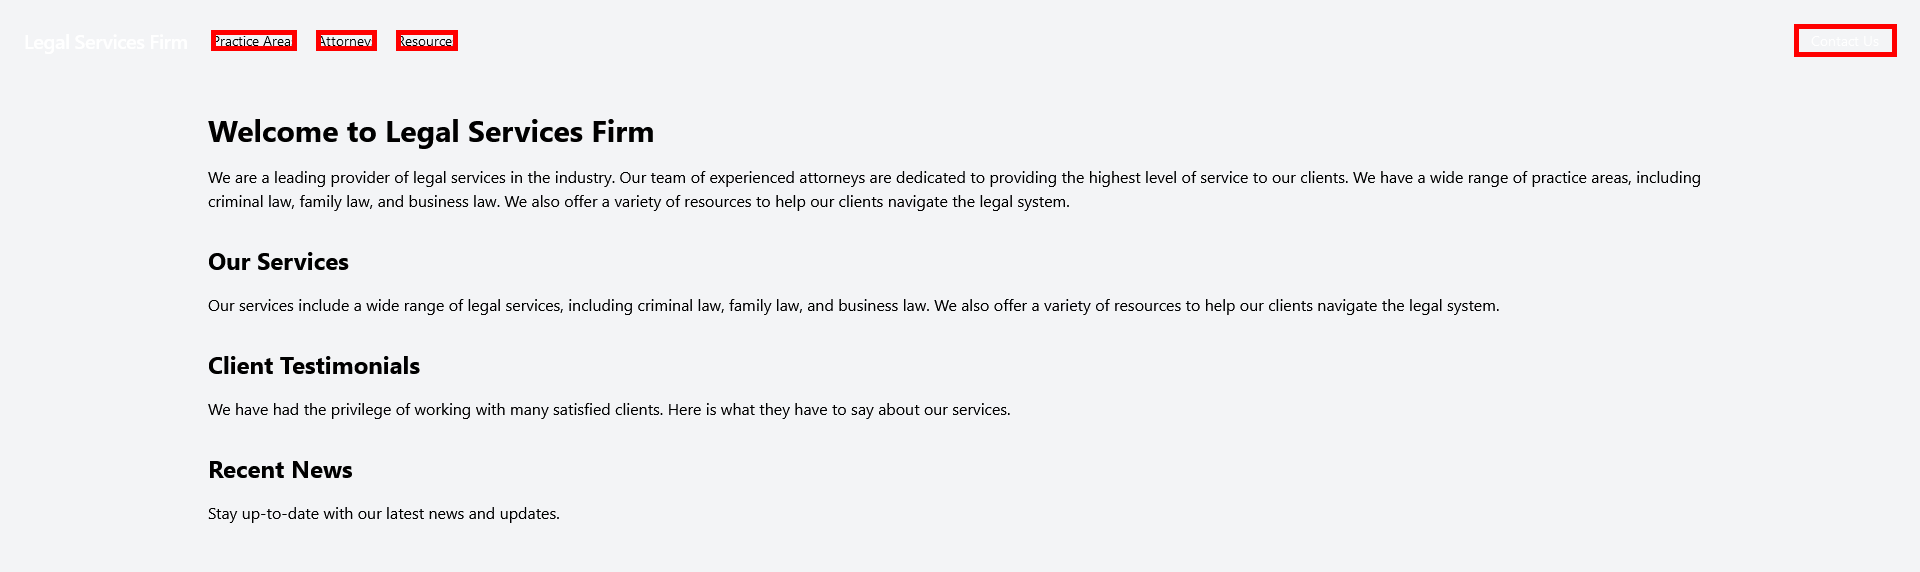 Legal Services Firm
Practice Areas
Attorneys
Resources
Contact Us
Welcome to Legal Services Firm
We are a leading provider of legal services in the industry. Our team of experienced attorneys are dedicated to providing the highest level of service to our clients. We have a wide range of practice areas, including
criminal law, family law, and business law. We also offer a variety of resources to help our clients navigate the legal system.
Our Services
Our services include a wide range of legal services, including criminal law, family law, and business law. We also offer a variety of resources to help our clients navigate the legal system.
Client Testimonials
We have had the privilege of working with many satisfied clients. Here is what they have to say about our services.
Recent News
Stay up-to-date with our latest news and updates.